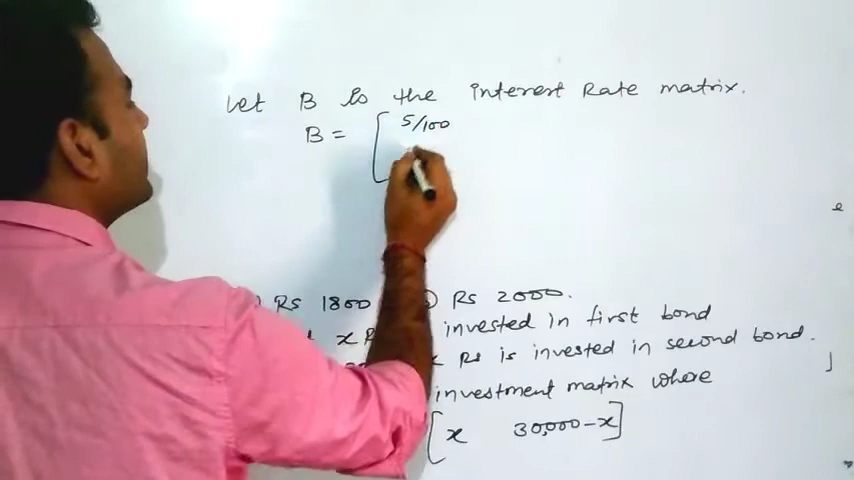 Let B is the interest Rate matrix.
B = [ 5/100
Rs 1800 Rs 2000.
x invested in first bond
Rs is invested in second bond.
investment matrix where
[ x 30,000-x ]